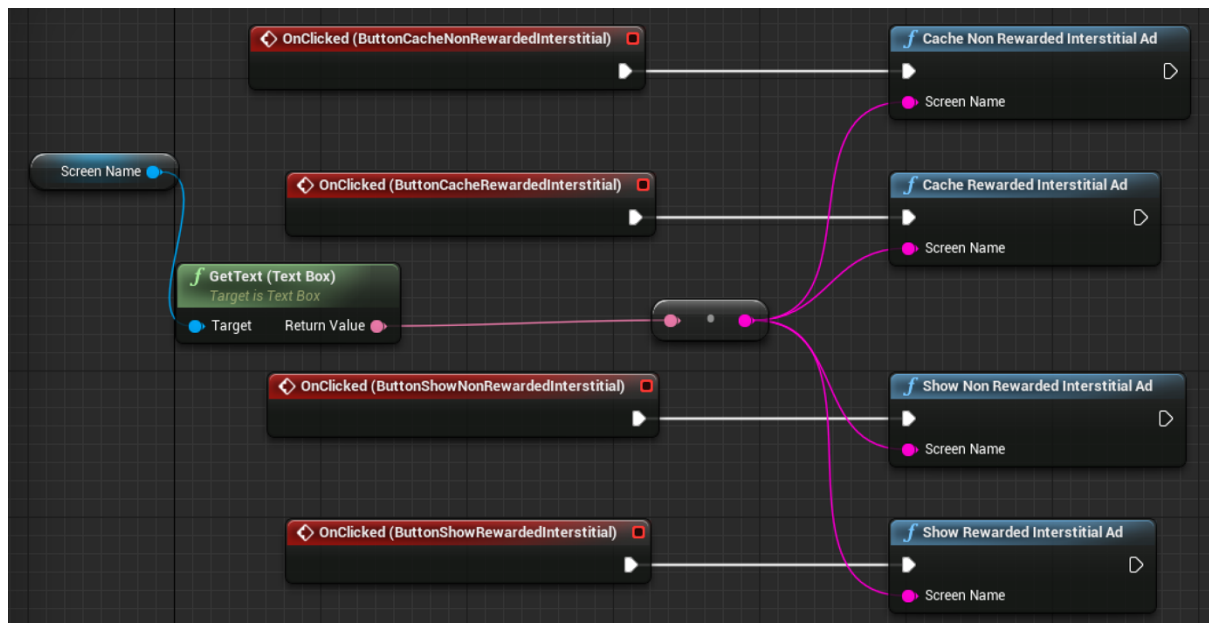 OnClicked (ButtonCacheNonRewardedInterstitial)
Cache Non Rewarded Interstitial Ad
Screen Name
Screen Name
OnClicked (ButtonCacheRewardedInterstitial)
Cache Rewarded Interstitial Ad
Screen Name
f GetText (Text Box)
Target is Text Box
Target Return Value
OnClicked (ButtonShowNonRewardedInterstitial)
Show Non Rewarded Interstitial Ad
Screen Name
OnClicked (ButtonShowRewardedInterstitial)
Show Rewarded Interstitial Ad
Screen Name